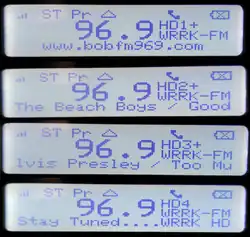 ST Pr
96.9 HD1+
WRRK-FM
www.bobfm969.com
ST Pr
96.9 HD2+
WRRK-FM
The Beach Boys / Good
ST Pr
96.9 HD3+
WRRK-FM
lvis Presley / Too Mu
ST Pr
96.9 HD4
WRRK-FM
Stay Tuned....WRRK HD